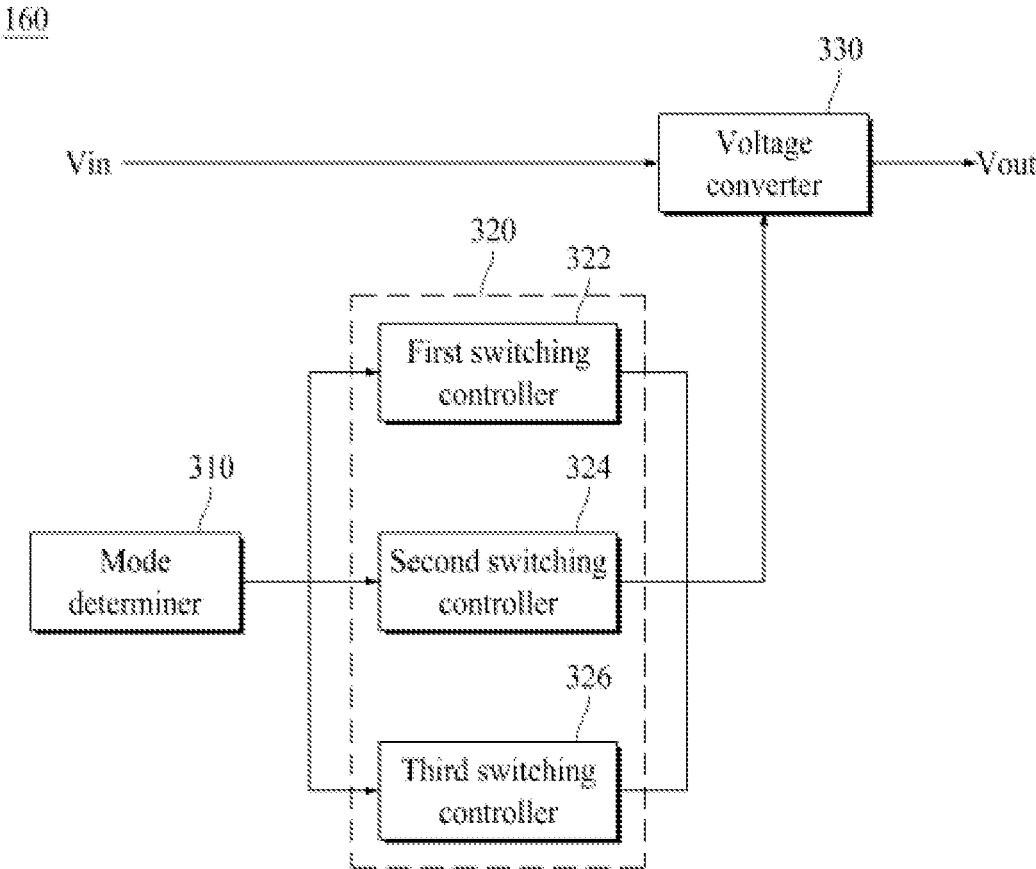 160
330
Voltage
converter
Vin
Vout
320
322
First switching
controller
310
324
Mode
determiner
Second switching
controller
326
Third switching
controller